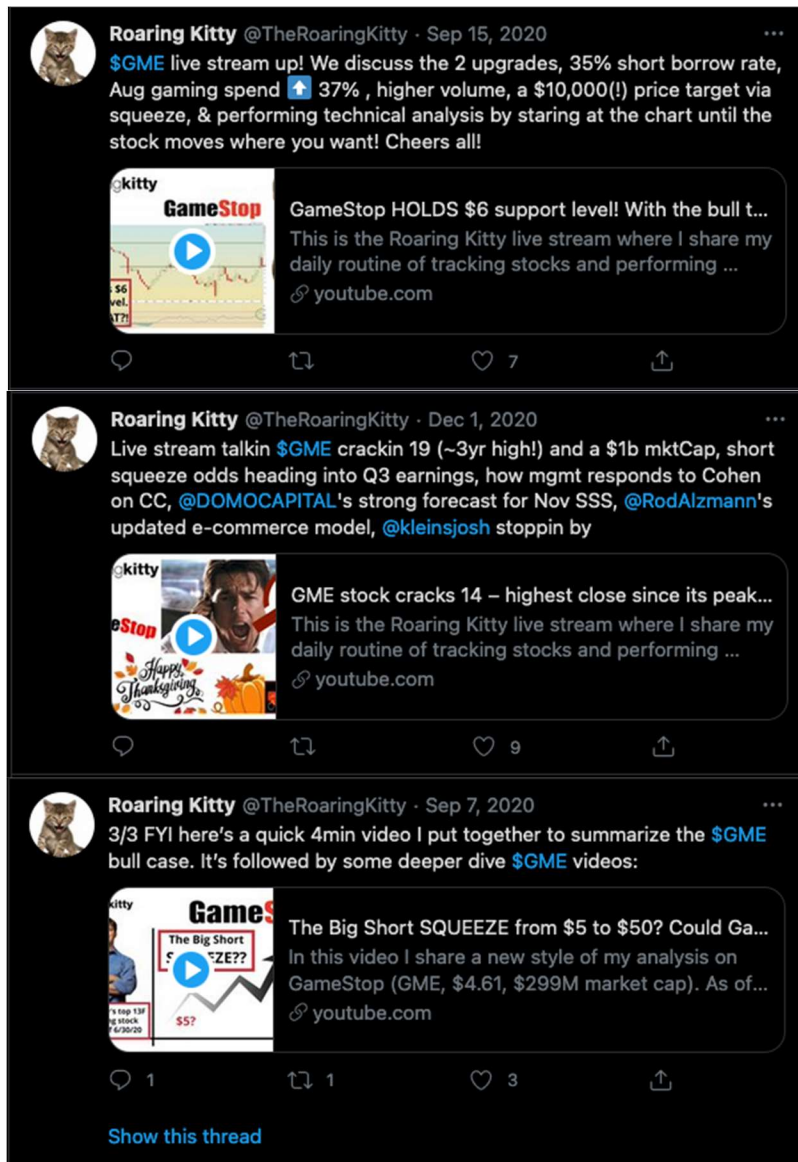 Roaring Kitty @TheRoaringKitty · Sep 15, 2020
$GME live stream up! We discuss the 2 upgrades, 35% short borrow rate,
Aug gaming spend ⬆️ 37% , higher volume, a $10,000(!) price target via
squeeze, & performing technical analysis by staring at the chart until the
stock moves where you want! Cheers all!
gkitty
GameStop
$6
vel.
AT?!
GameStop HOLDS $6 support level! With the bull t...
This is the Roaring Kitty live stream where I share my
daily routine of tracking stocks and performing ...
youtube.com
7
Roaring Kitty @TheRoaringKitty · Dec 1, 2020
Live stream talkin $GME crackin 19 (~3yr high!) and a $1b mktCap, short
squeeze odds heading into Q3 earnings, how mgmt responds to Cohen
on CC, @DOMOCAPITAL's strong forecast for Nov SSS, @RodAlzmann's
updated e-commerce model, @kleinsjosh stoppin by
gkitty
eStop
Happy
Thanksgiving
GME stock cracks 14 – highest close since its peak...
This is the Roaring Kitty live stream where I share my
daily routine of tracking stocks and performing ...
youtube.com
9
Roaring Kitty @TheRoaringKitty · Sep 7, 2020
3/3 FYI here's a quick 4min video I put together to summarize the $GME
bull case. It's followed by some deeper dive $GME videos:
kitty
GameS
The Big Short
S EZE??
$5?
's top 13F
ng stock
f 6/30/20
The Big Short SQUEEZE from $5 to $50? Could Ga...
In this video I share a new style of my analysis on
GameStop (GME, $4.61, $299M market cap). As of...
youtube.com
1 1 3
Show this thread